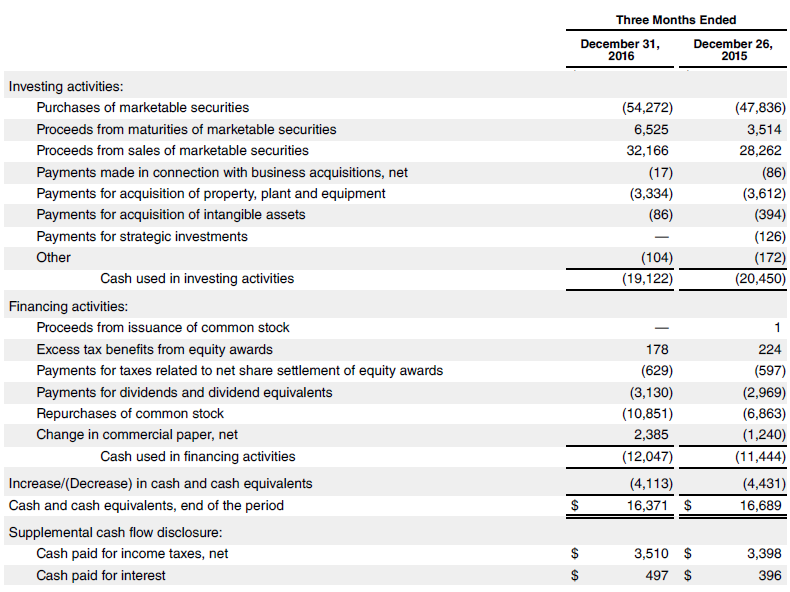 Three Months Ended
December 31, 2016 December 26, 2015
Investing activities:
Purchases of marketable securities (54,272) (47,836)
Proceeds from maturities of marketable securities 6,525 3,514
Proceeds from sales of marketable securities 32,166 28,262
Payments made in connection with business acquisitions, net (17) (86)
Payments for acquisition of property, plant and equipment (3,334) (3,612)
Payments for acquisition of intangible assets (86) (394)
Payments for strategic investments — (126)
Other (104) (172)
Cash used in investing activities (19,122) (20,450)
Financing activities:
Proceeds from issuance of common stock — 1
Excess tax benefits from equity awards 178 224
Payments for taxes related to net share settlement of equity awards (629) (597)
Payments for dividends and dividend equivalents (3,130) (2,969)
Repurchases of common stock (10,851) (6,863)
Change in commercial paper, net 2,385 (1,240)
Cash used in financing activities (12,047) (11,444)
Increase/(Decrease) in cash and cash equivalents (4,113) (4,431)
Cash and cash equivalents, end of the period $ 16,371 $ 16,689
Supplemental cash flow disclosure:
Cash paid for income taxes, net $ 3,510 $ 3,398
Cash paid for interest $ 497 $ 396